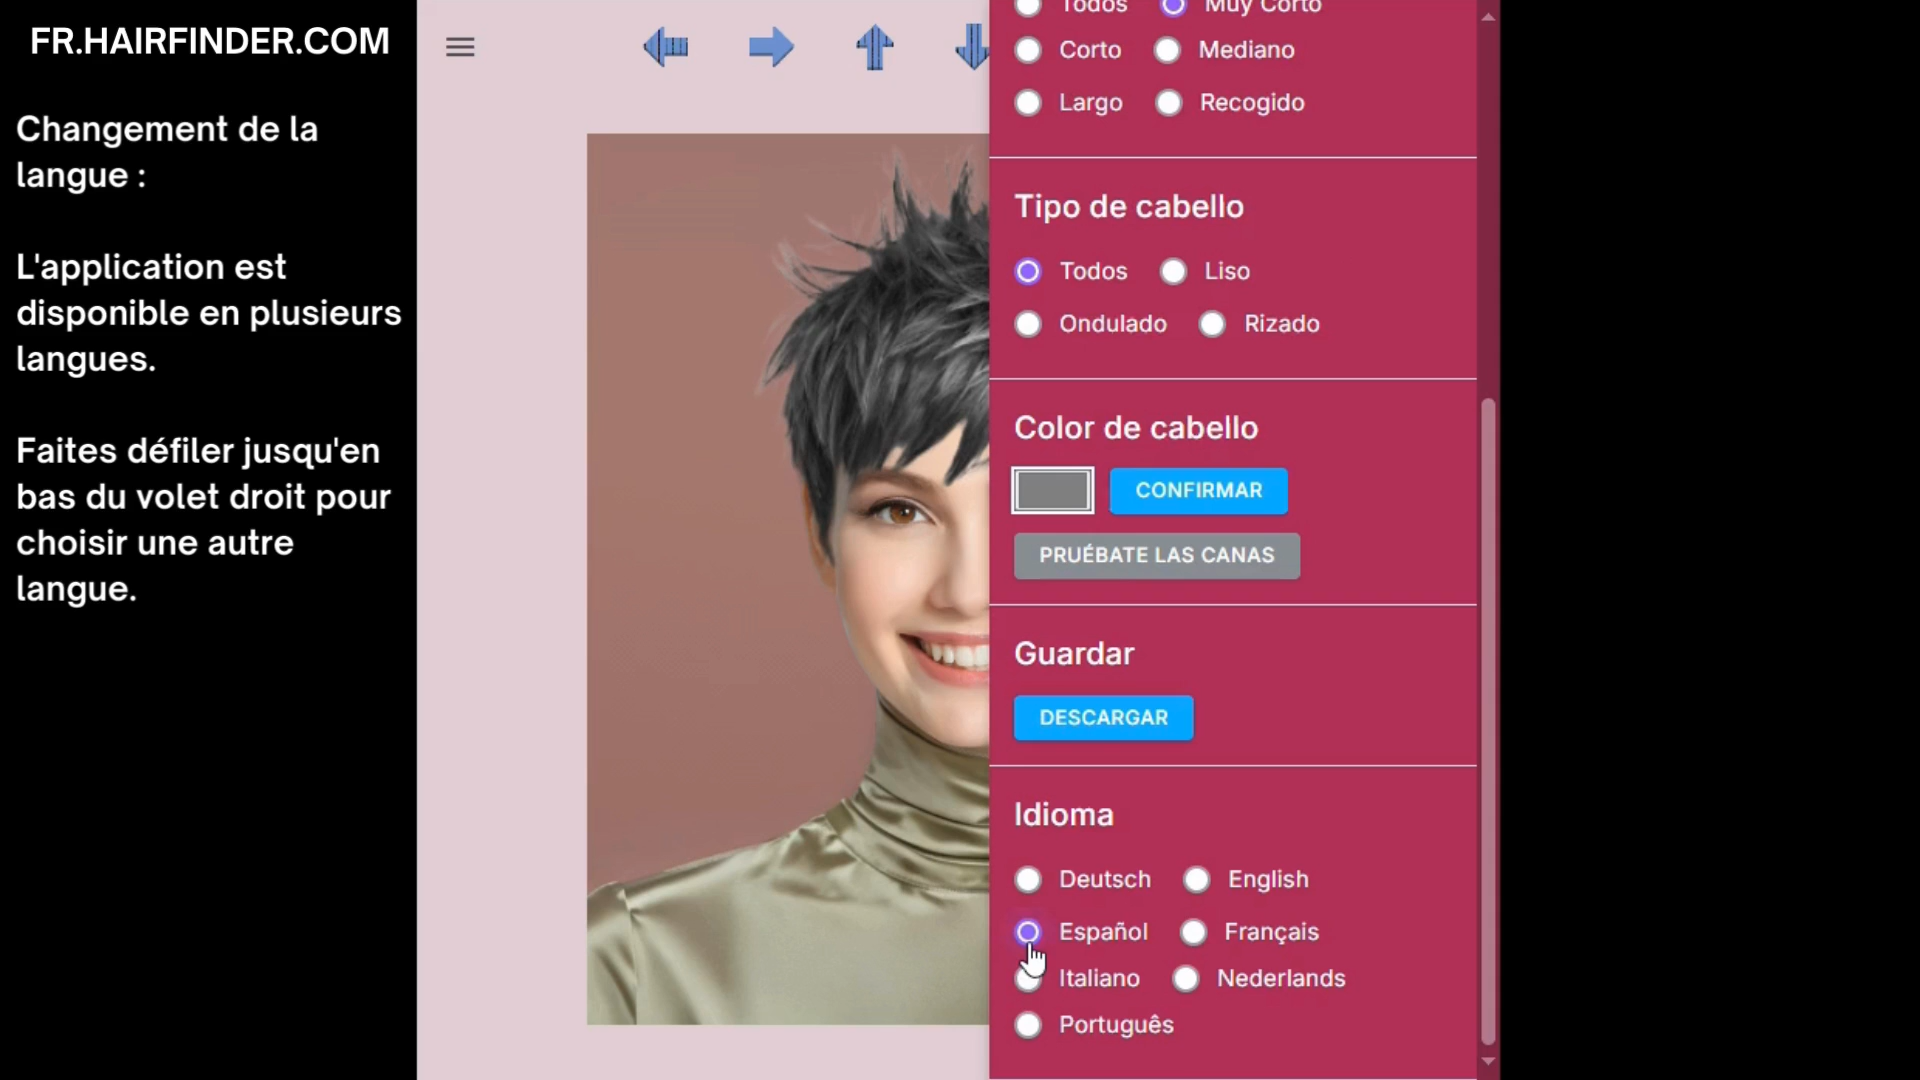 FR.HAIRFINDER.COM
Changement de la
langue :
L'application est
disponible en plusieurs
langues.
Faites défiler jusqu'en
bas du volet droit pour
choisir une autre
langue.
Todos Muy Corto
Corto Mediano
Largo Recogido
Tipo de cabello
Todos Liso
Ondulado Rizado
Color de cabello
CONFIRMAR
PRUÉBATE LAS CANAS
Guardar
DESCARGAR
Idioma
Deutsch English
Español Français
Italiano Nederlands
Português